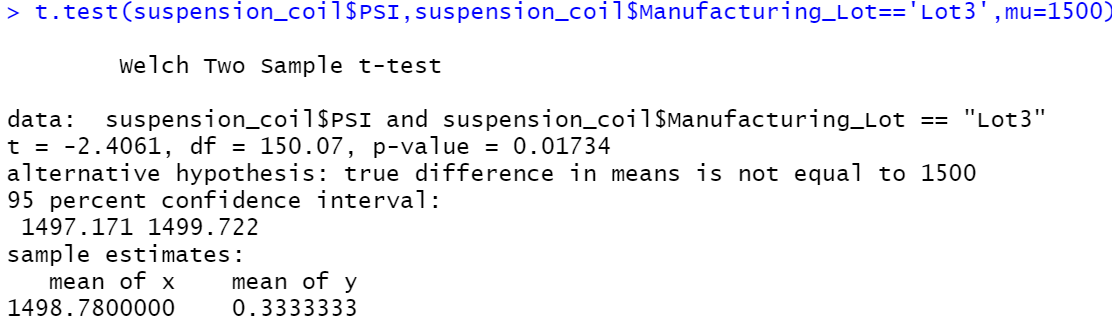 > t.test(suspension_coil$PSI,suspension_coil$Manufacturing_Lot=='Lot3',mu=1500)
Welch Two Sample t-test
data:  suspension_coil$PSI and suspension_coil$Manufacturing_Lot == "Lot3"
t = -2.4061, df = 150.07, p-value = 0.01734
alternative hypothesis: true difference in means is not equal to 1500
95 percent confidence interval:
 1497.171 1499.722
sample estimates:
   mean of x    mean of y
1498.7800000    0.3333333